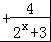 + 4/(2^x+3)